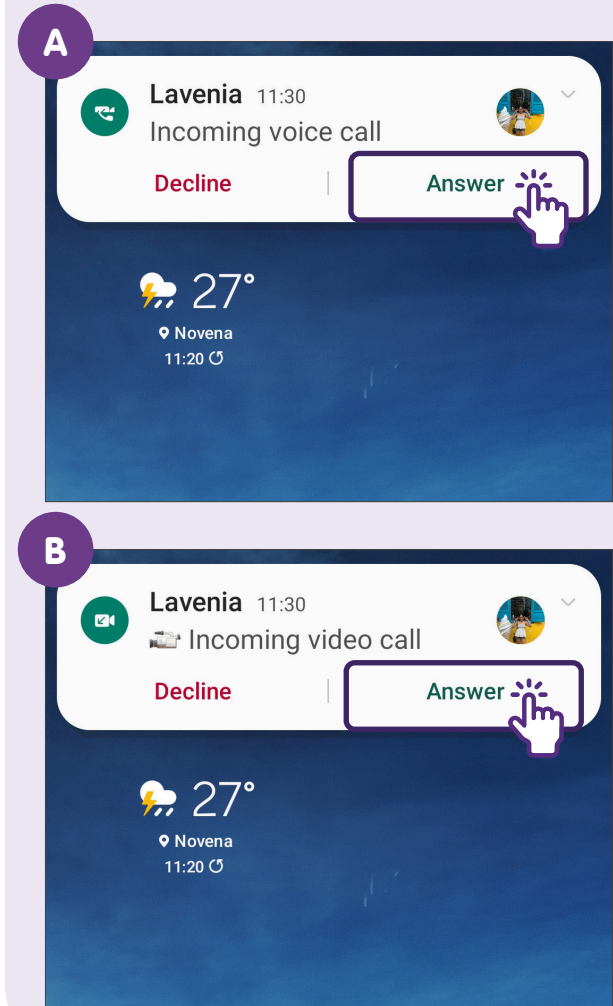 A
Lavenia 11:30
Incoming voice call
Decline Answer
27°
Novena
11:20
B
Lavenia 11:30
Incoming video call
Decline Answer
27°
Novena
11:20